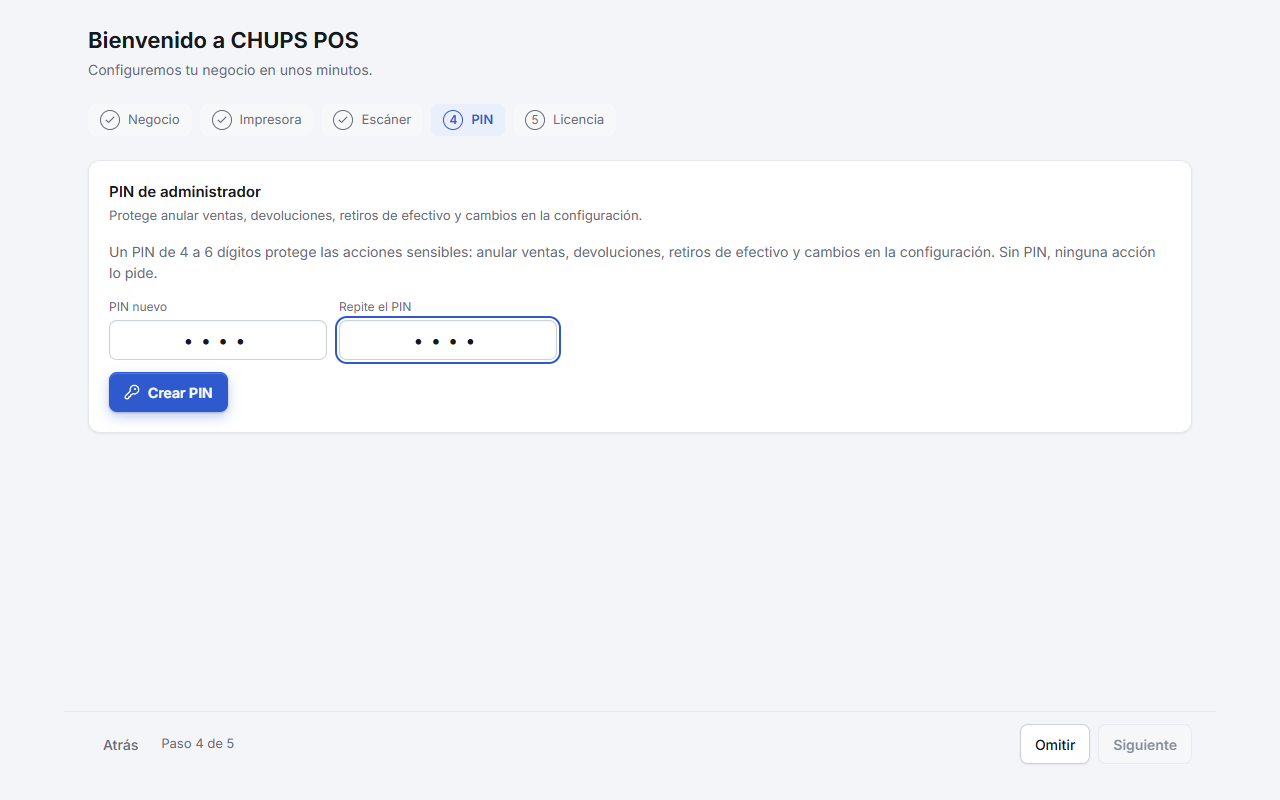 Bienvenido a CHUPS POS
Configuremos tu negocio en unos minutos.
Negocio
Impresora
Escáner
4 PIN
5 Licencia
PIN de administrador
Protege anular ventas, devoluciones, retiros de efectivo y cambios en la configuración.
Un PIN de 4 a 6 dígitos protege las acciones sensibles: anular ventas, devoluciones, retiros de efectivo y cambios en la configuración. Sin PIN, ninguna acción
lo pide.
PIN nuevo
Repite el PIN
• • • •
• • • •
Crear PIN
Atrás
Paso 4 de 5
Omitir
Siguiente